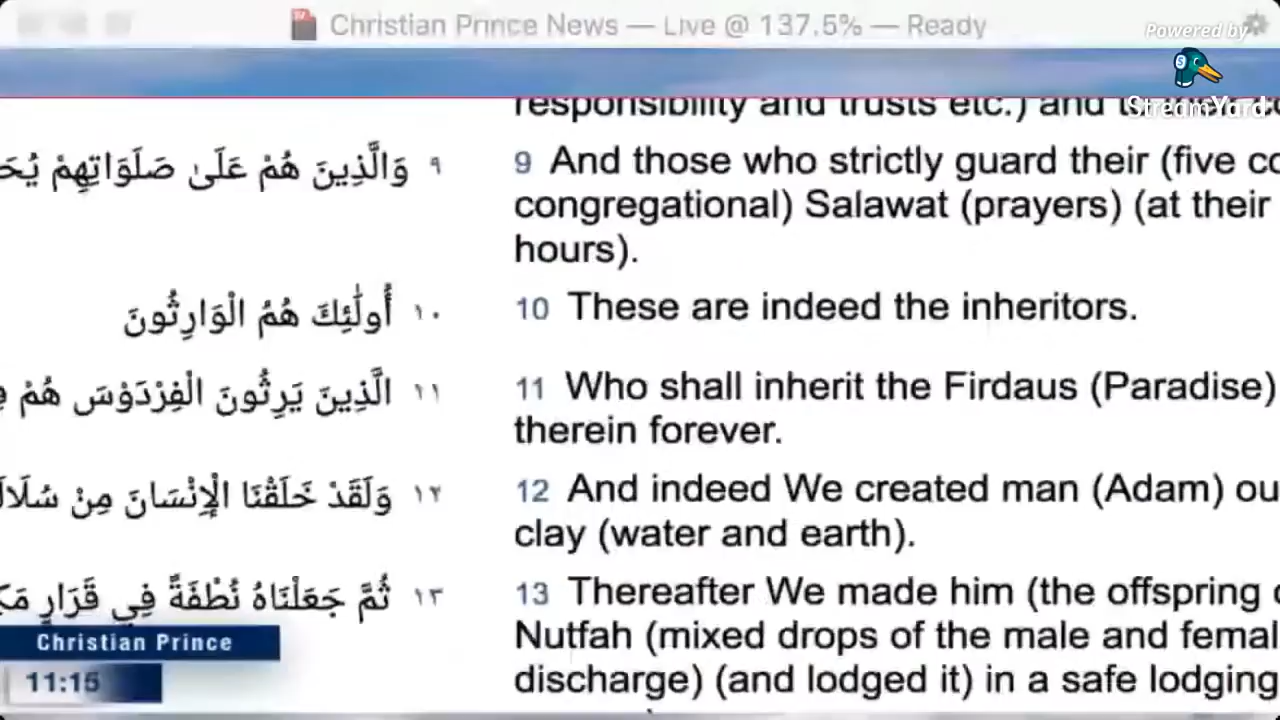 Christian Prince News — Live @ 137.5% — Ready
Powered by
StreamYard
responsibility and trusts etc.) and
وَالَّذِينَ هُمْ عَلَىٰ صَلَوَاتِهِمْ ٩
9 And those who strictly guard their (five
congregational) Salawat (prayers) (at their
hours).
أُولَٰئِكَ هُمُ الْوَارِثُونَ ١٠
10 These are indeed the inheritors.
الَّذِينَ يَرِثُونَ الْفِرْدَوْسَ هُمْ ١١
11 Who shall inherit the Firdaus (Paradise)
therein forever.
وَلَقَدْ خَلَقْنَا الْإِنْسَانَ مِنْ ١٢
12 And indeed We created man (Adam)
clay (water and earth).
ثُمَّ جَعَلْنَاهُ نُطْفَةً فِي قَرَارٍ ١٣
13 Thereafter We made him (the offspring
Nutfah (mixed drops of the male and
discharge) (and lodged it) in a safe lodging
Christian Prince
11:15